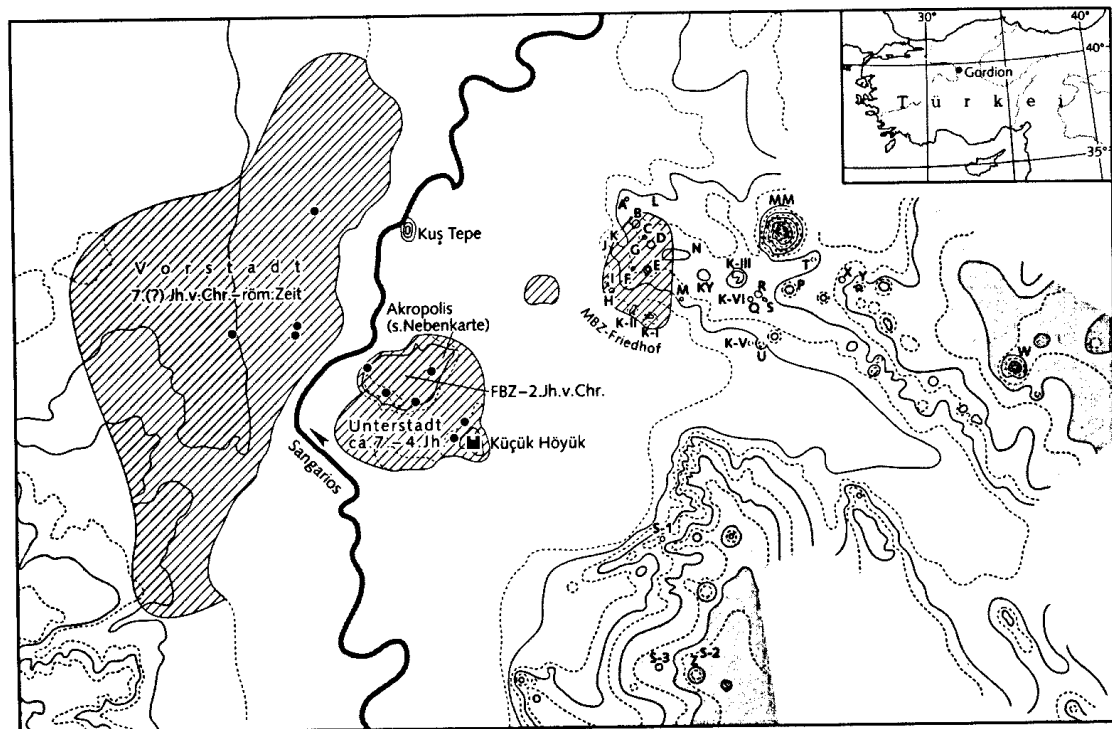 30°
40°
40°
Gordion
Türkei
35°
Kuş Tepe
Vorstadt
7.(?) Jh.v.Chr.–röm.Zeit
Akropolis
(s.Nebenkarte)
FBZ–2.Jh.v.Chr.
Unterstadt
ca.7.–4.Jh.
Küçük Höyük
Sangarios
A
L
B
K
C
J
G
D
N
I
F
E
H
M
K-II
K-I
MBZ-Friedhof
MM
K-III
KY
T
P
X
Y
R
K-VI
Q
S
K-V
U
W
S-1
S-3
Z
S-2